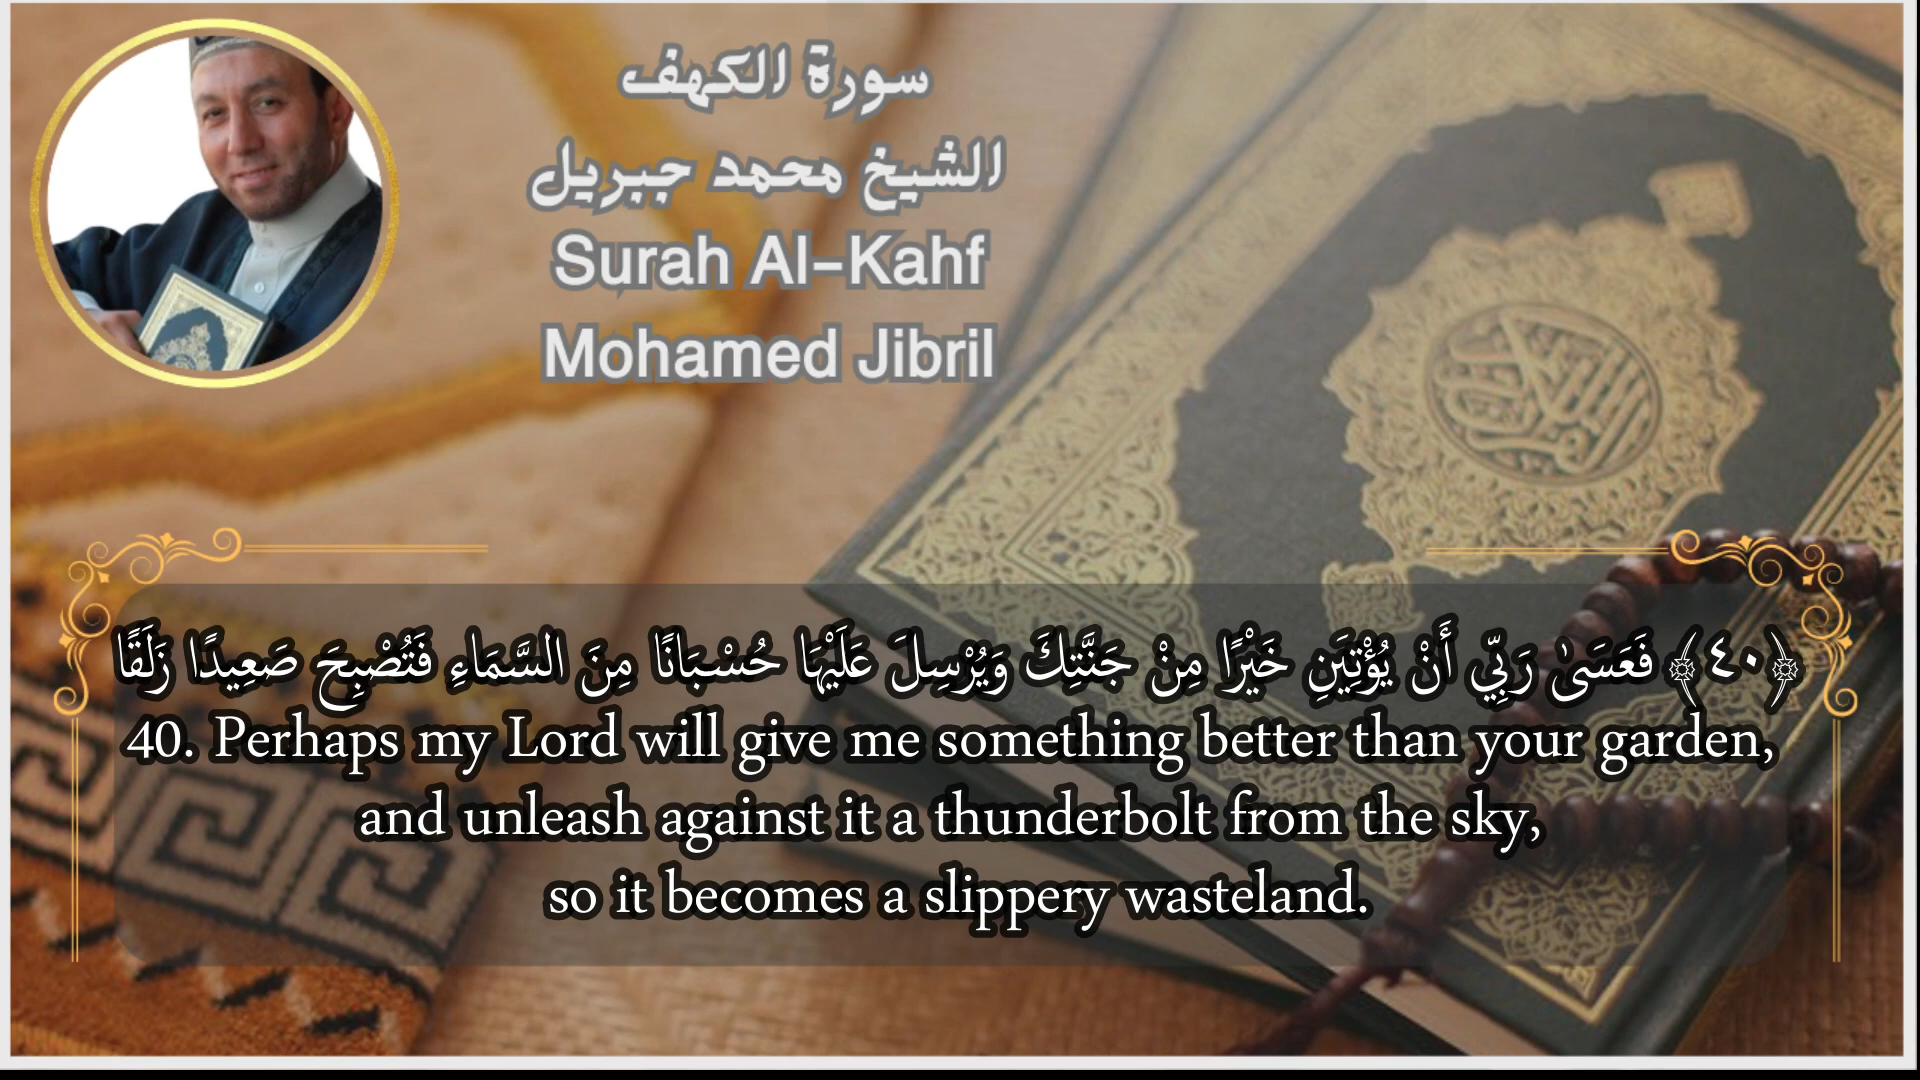 سورة الكهف
الشيخ محمد جبريل
Surah Al-Kahf
Mohamed Jibril
﴿٤٠﴾ فَعَسَىٰ رَبِّي أَنْ يُؤْتِيَنِ خَيْرًا مِنْ جَنَّتِكَ وَيُرْسِلَ عَلَيْهَا حُسْبَانًا مِنَ السَّمَاءِ فَتُصْبِحَ صَعِيدًا زَلَقًا
40. Perhaps my Lord will give me something better than your garden,
and unleash against it a thunderbolt from the sky,
so it becomes a slippery wasteland.